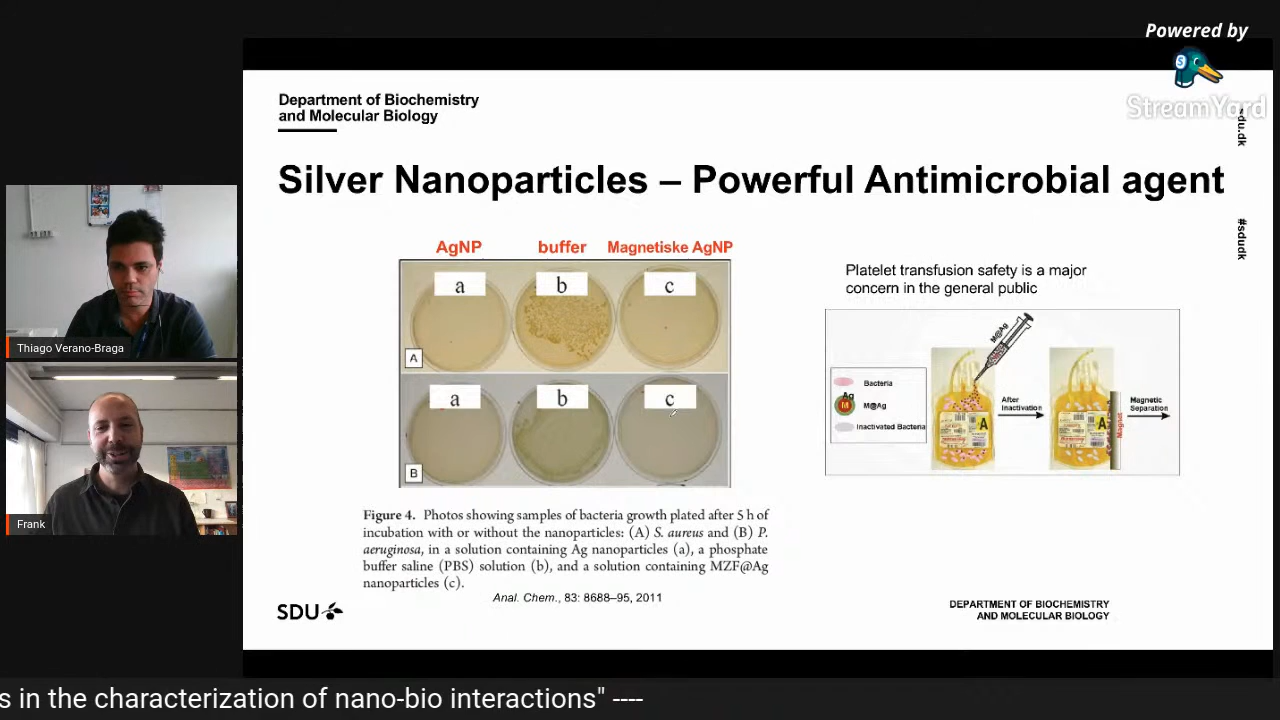 Powered by
StreamYard
Department of Biochemistry
and Molecular Biology
sdu.dk
#sdudk
Silver Nanoparticles – Powerful Antimicrobial agent
AgNP buffer Magnetiske AgNP
a b c
A
a b c
B
Figure 4. Photos showing samples of bacteria growth plated after 5 h of
incubation with or without the nanoparticles: (A) S. aureus and (B) P.
aeruginosa, in a solution containing Ag nanoparticles (a), a phosphate
buffer saline (PBS) solution (b), and a solution containing MZF@Ag
nanoparticles (c).
Anal. Chem., 83: 8688–95, 2011
Platelet transfusion safety is a major
concern in the general public
M@Ag
Bacteria
Ag
M
M@Ag
Inactivated Bacteria
A
After
Inactivation
A
Magnet
Magnetic
Separation
SDU
DEPARTMENT OF BIOCHEMISTRY
AND MOLECULAR BIOLOGY
Thiago Verano-Braga
Frank
s in the characterization of nano-bio interactions" ----